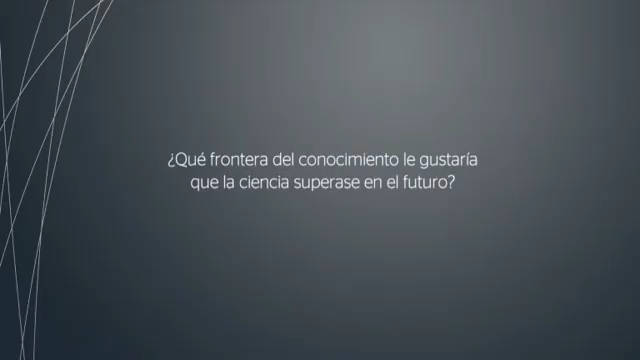 ¿Qué frontera del conocimiento le gustaría
que la ciencia superase en el futuro?